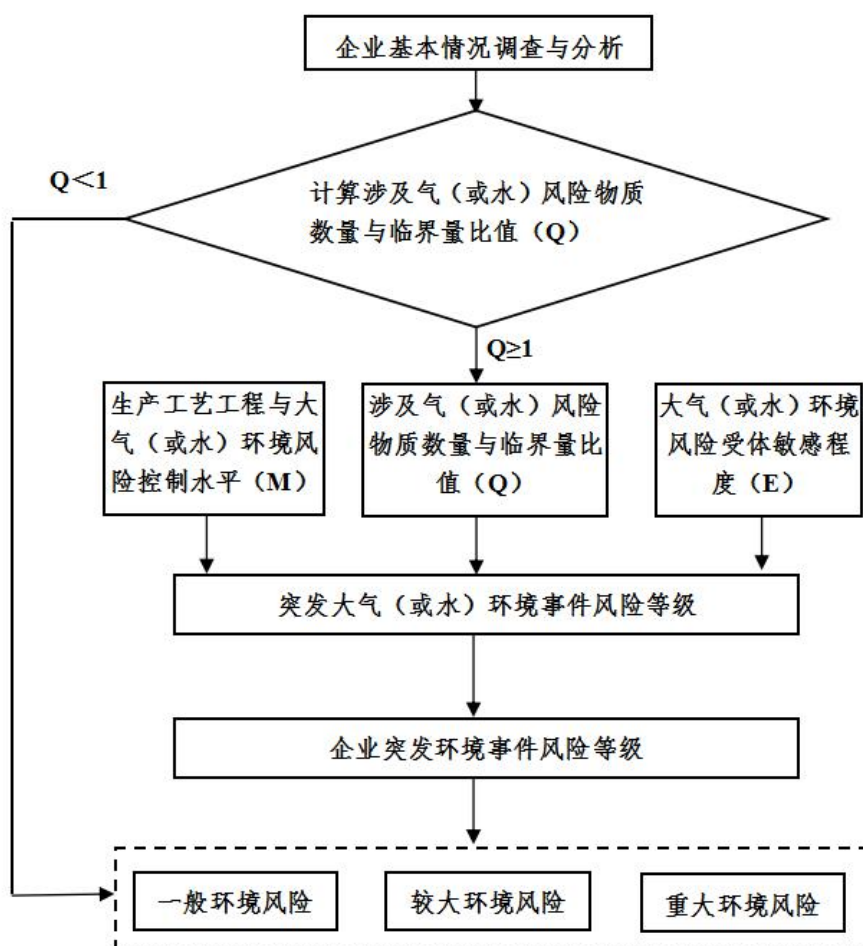 企业基本情况调查与分析
Q＜1
计算涉及气（或水）风险物质
数量与临界量比值（Q）
Q≥1
生产工艺工程与大
气（或水）环境风
险控制水平（M）
涉及气（或水）风险
物质数量与临界量比
值（Q）
大气（或水）环境
风险受体敏感程
度（E）
突发大气（或水）环境事件风险等级
企业突发环境事件风险等级
一般环境风险
较大环境风险
重大环境风险